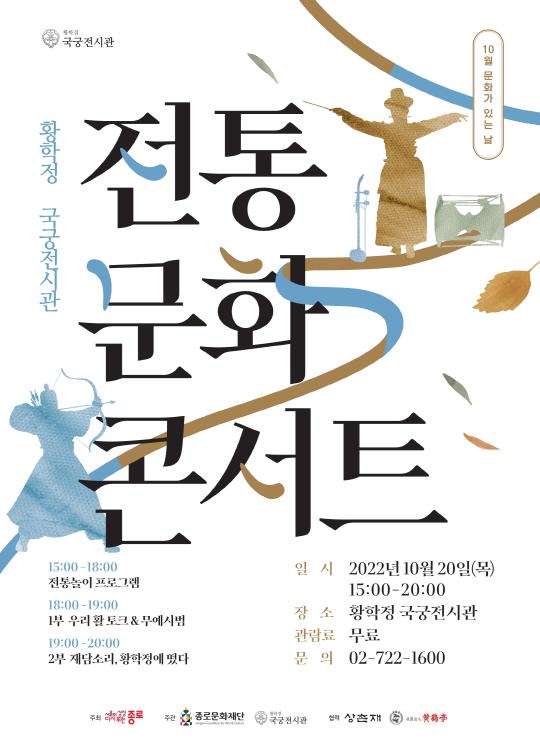 황학정
국궁전시관
10월 문화가 있는 날
황학정 국궁전시관
전통
문화
콘서트
15:00 -18:00
전통놀이 프로그램
18:00 -19:00
1부 우리 활 토크 & 무예시범
19:00 -20:00
2부 재담소리, 황학정에 떴다
일 시 2022년 10월 20일(목)
15:00-20:00
장 소 황학정 국궁전시관
관람료 무료
문 의 02-722-1600
주최 종로
주관 종로문화재단 황학정 국궁전시관
협력 상촌재 黃鶴亭